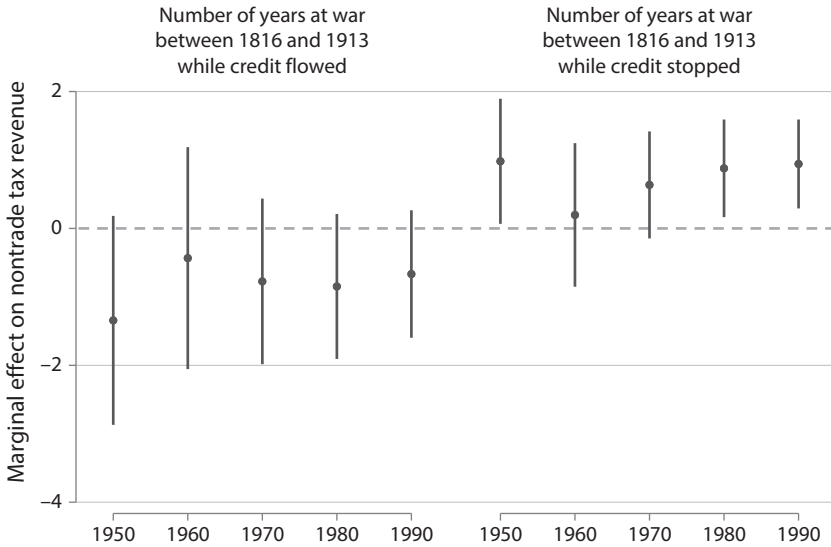 Number of years at war
between 1816 and 1913
while credit flowed
Number of years at war
between 1816 and 1913
while credit stopped
Marginal effect on nontrade tax revenue
2
0
–2
–4
1950 1960 1970 1980 1990 1950 1960 1970 1980 1990